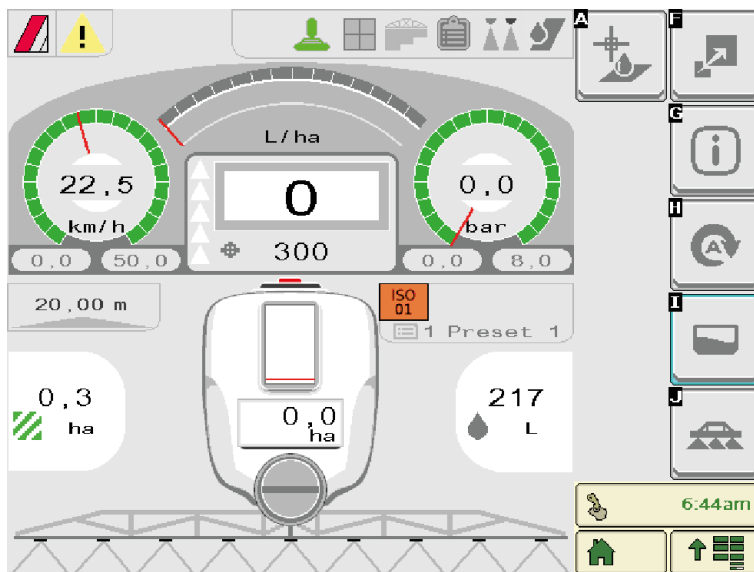 A
F
L/ha
G
22,5
km/h
0
0,0
bar
H
A
300
0,0
50,0
0,0
8,0
20,00 m
ISO
01
1 Preset 1
I
0,3
ha
0,0
ha
217
L
J
6:44am